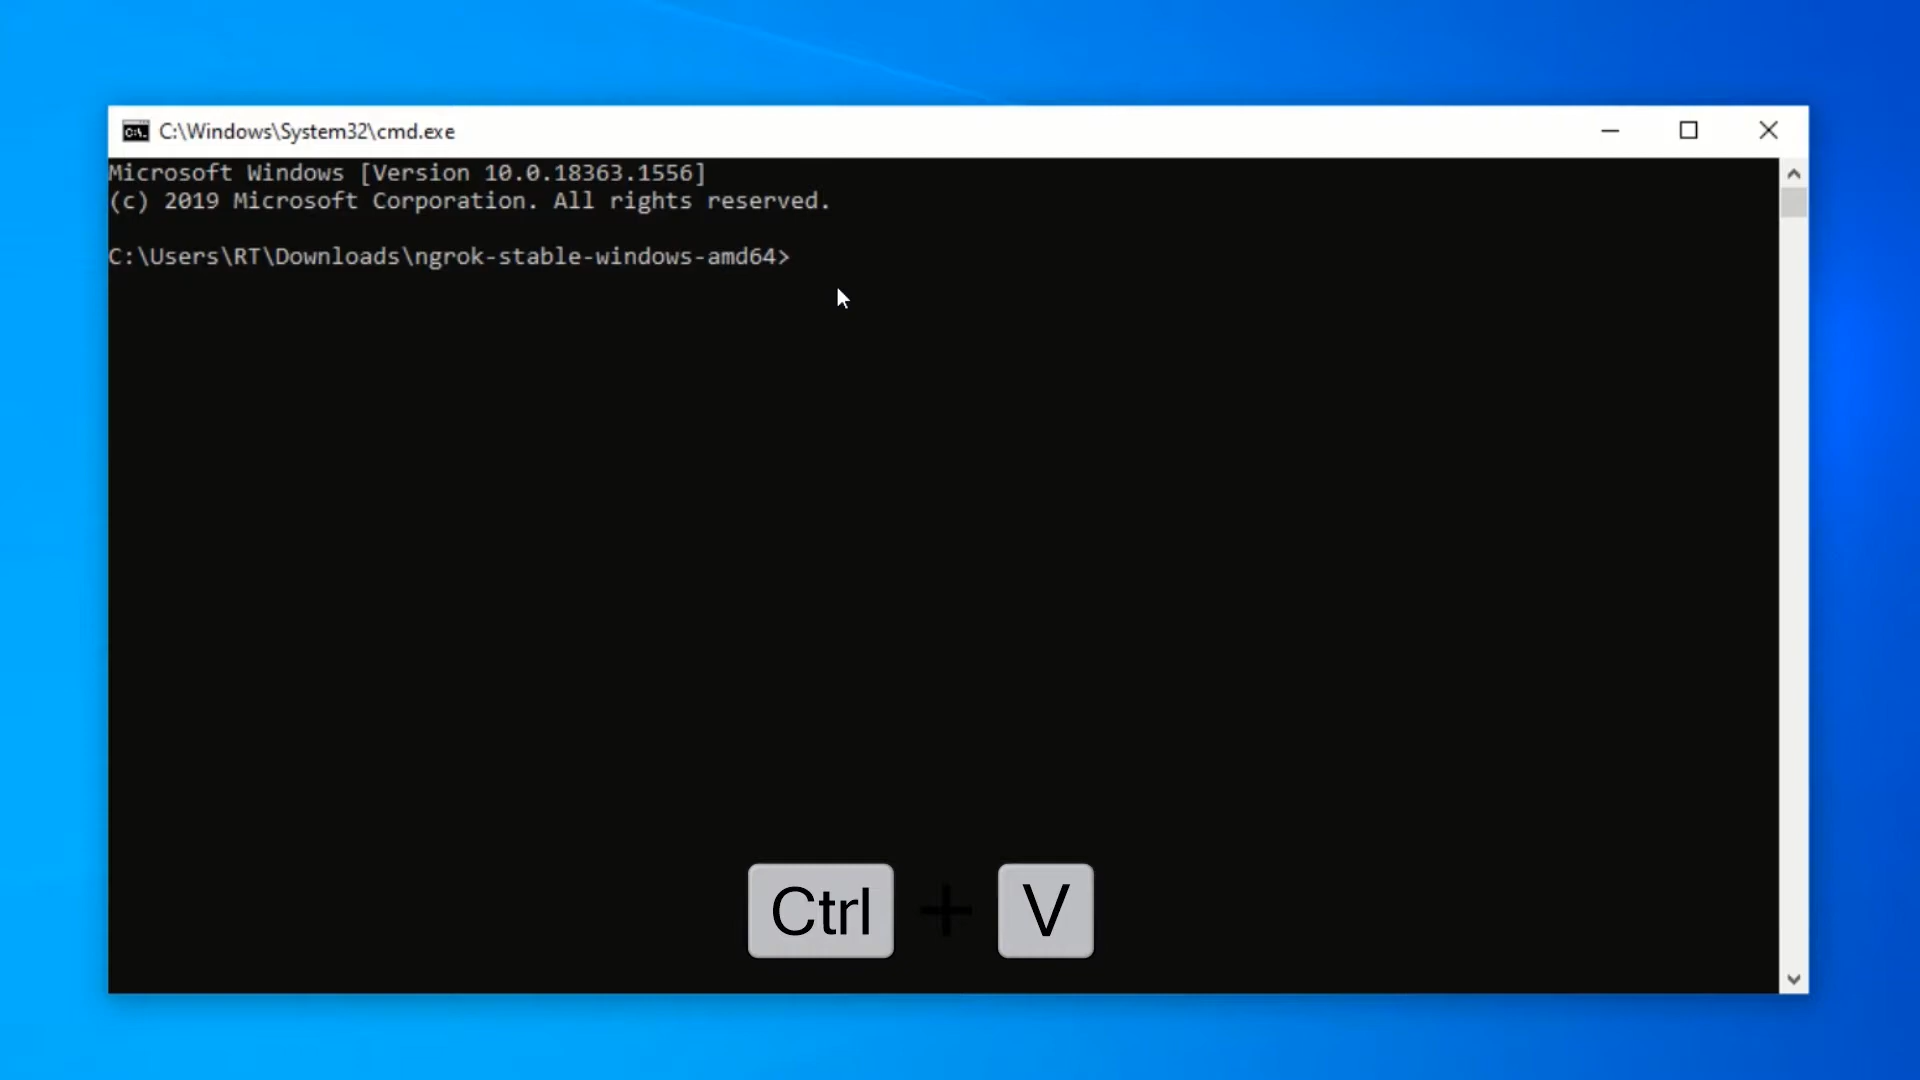 C:\Windows\System32\cmd.exe
Microsoft Windows [Version 10.0.18363.1556]
(c) 2019 Microsoft Corporation. All rights reserved.
C:\Users\RT\Downloads\ngrok-stable-windows-amd64>
Ctrl + V